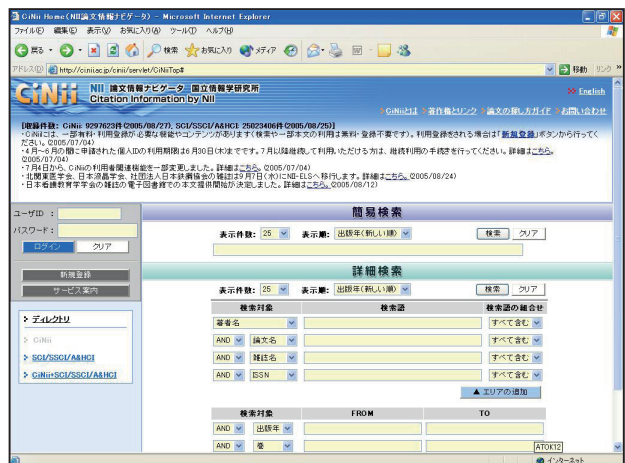 CiNii Home(NII論文情報ナビゲータ) - Microsoft Internet Explorer
ファイル(F) 編集(E) 表示(V) お気に入り(A) ツール(T) ヘルプ(H)
戻る 検索 お気に入り メディア
アドレス(D) http://ciniiac.jp/cinii/servlet/CiNiiTop# 移動 リンク »
CiNii NII 論文情報ナビゲータ 国立情報学研究所
Citation Information by NII
English
CiNiiとは 著作権とリンク 論文の探し方ガイド お問い合わせ
【収録件数: CiNii: 9297623件(2005/08/27), SCI/SSCI/A&HCI: 25023406件(2005/08/25)】
・CiNiiは、一部有料・利用登録が必要な機能やコンテンツがあります(検索や一部本文の利用は無料・登録不要です)。利用登録をされる場合は「新規登録」ボタンから行ってください。(2005/07/04)
・4月~6月の間に申請された個人IDの利用期限は6月30日(木)までです。7月以降継続して利用いただける方は、継続利用の手続きを行ってください。詳細はこちら。
(2005/07/04)
・7月4日から、CiNiiの利用者関連機能を一部変更しました。詳細はこちら。(2005/07/04)
・北関東医学会、日本液晶学会、社団法人日本鉄鋼協会の雑誌は9月7日(水)にNII-ELSへ移行します。詳細はこちら。(2005/08/24)
・日本看護教育学学会の雑誌の電子図書館での本文提供開始が決定しました。詳細はこちら。(2005/08/12)
ユーザID :
パスワード:
ログイン クリア
新規登録
サービス案内
ディレクトリ
CiNii
SCI/SSCI/A&HCI
CiNii+SCI/SSCI/A&HCI
簡易検索
表示件数: 25 表示順: 出版年(新しい順) 検索 クリア
詳細検索
表示件数: 25 表示順: 出版年(新しい順) 検索 クリア
検索対象 検索語 検索語の組合せ
著者名 すべて含む
AND 論文名 すべて含む
AND 雑誌名 すべて含む
AND ISSN すべて含む
▲ エリアの追加
検索対象 FROM TO
AND 出版年
AND 巻
ATOK12
インターネット